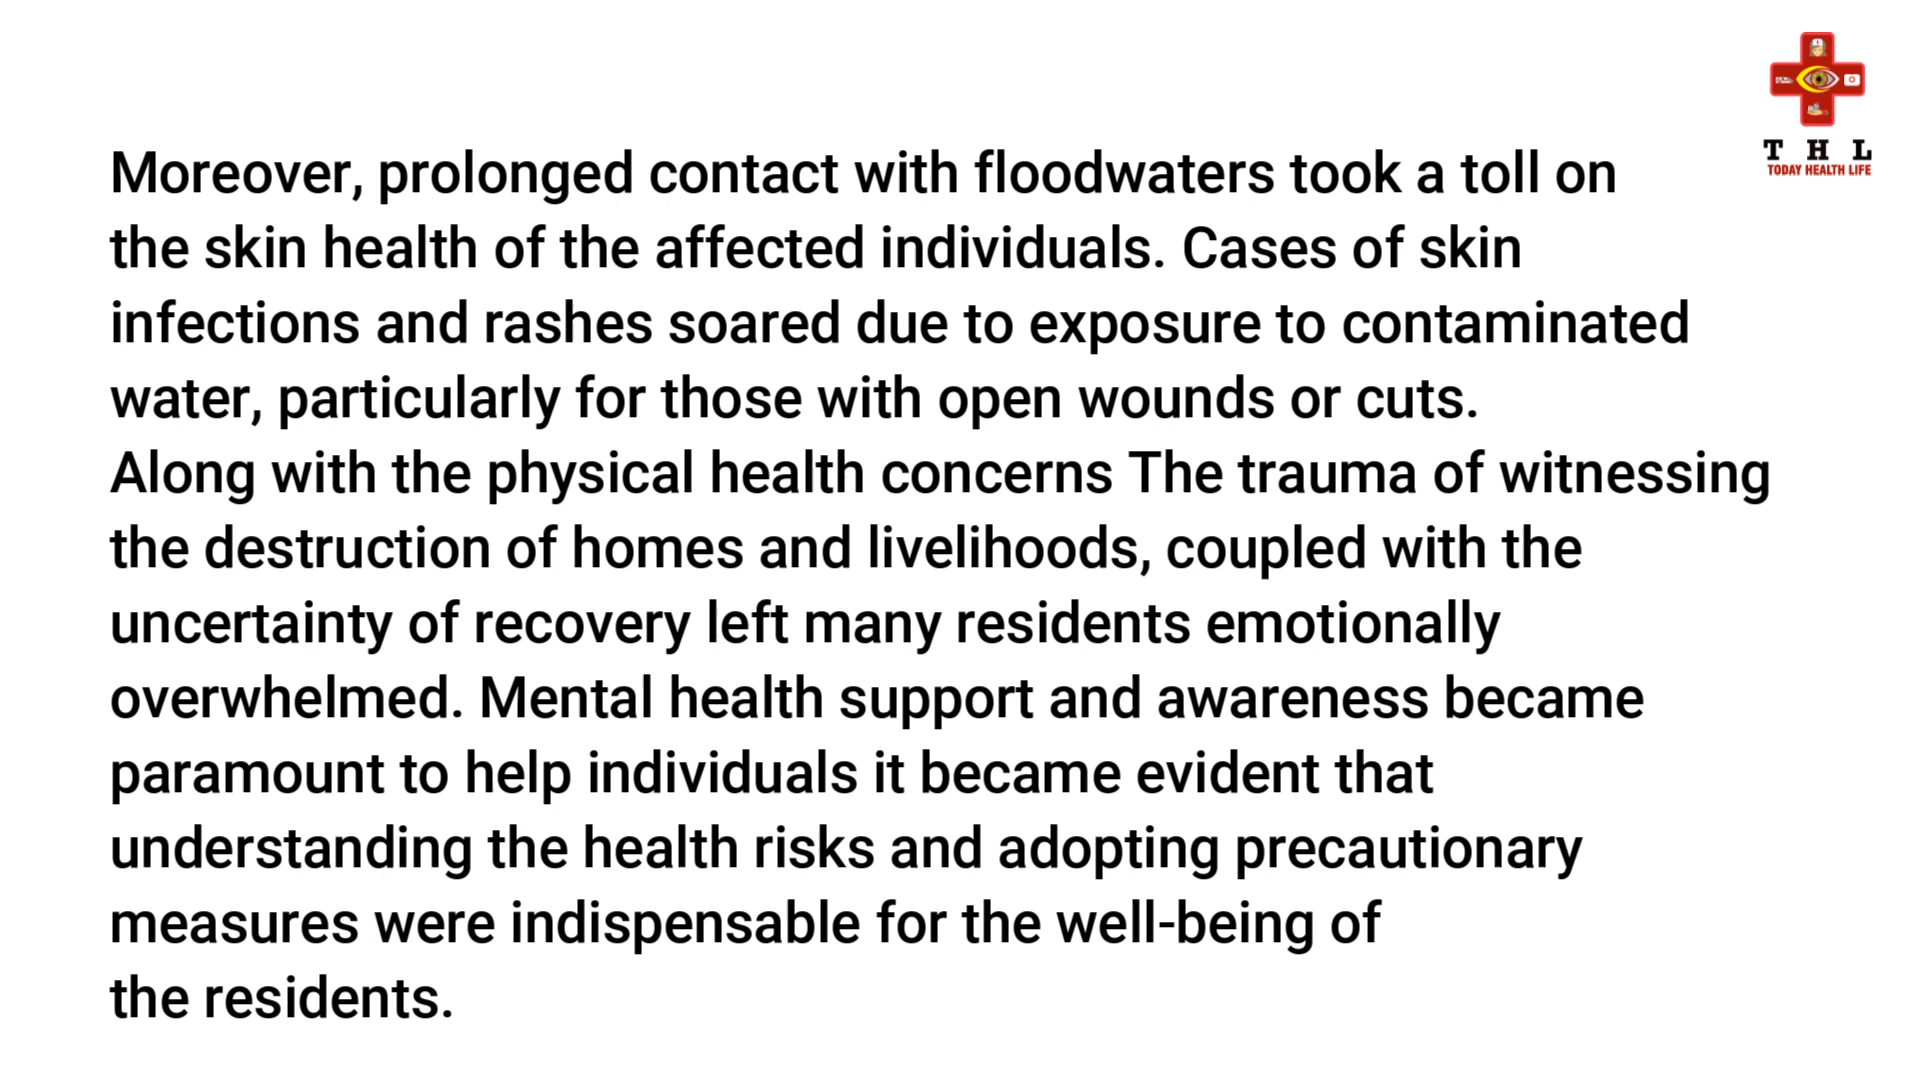 T H L
TODAY HEALTH LIFE
Moreover, prolonged contact with floodwaters took a toll on
the skin health of the affected individuals. Cases of skin
infections and rashes soared due to exposure to contaminated
water, particularly for those with open wounds or cuts.
Along with the physical health concerns The trauma of witnessing
the destruction of homes and livelihoods, coupled with the
uncertainty of recovery left many residents emotionally
overwhelmed. Mental health support and awareness became
paramount to help individuals it became evident that
understanding the health risks and adopting precautionary
measures were indispensable for the well-being of
the residents.